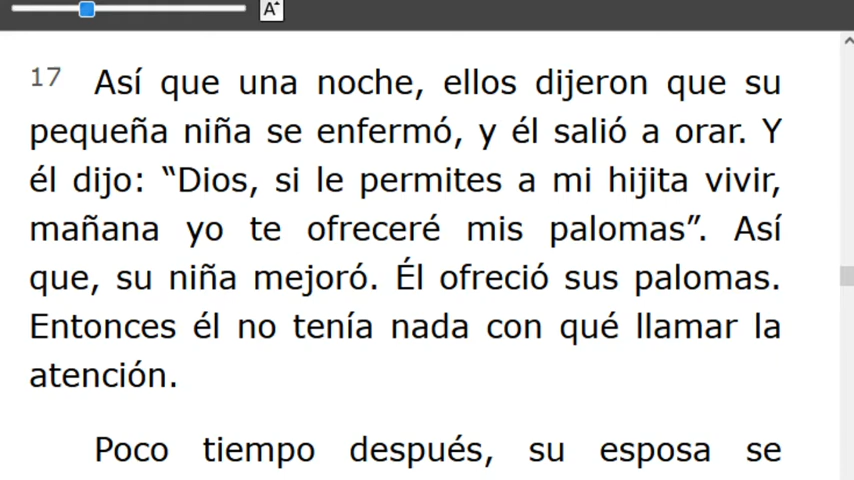 A
17 Así que una noche, ellos dijeron que su
pequeña niña se enfermó, y él salió a orar. Y
él dijo: “Dios, si le permites a mi hijita vivir,
mañana yo te ofreceré mis palomas”. Así
que, su niña mejoró. Él ofreció sus palomas.
Entonces él no tenía nada con qué llamar la
atención.
Poco tiempo después, su esposa se